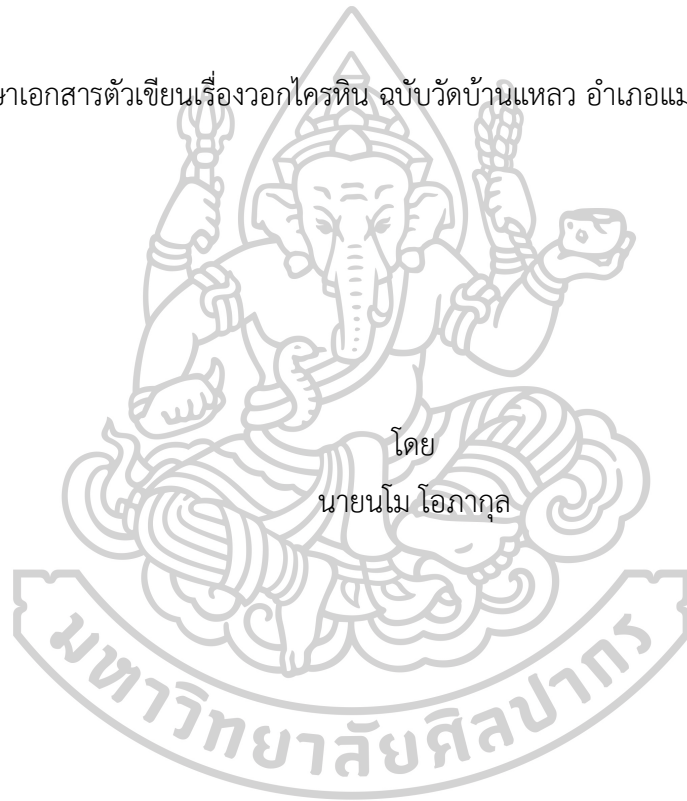 ษาเอกสารตัวเขียนเรื่องวอกไครหิน ฉบับวัดบ้านแหลว อำเภอแม
โดย
นายนโม โอภากุล
มหาวิทยาลัยศิลปากร